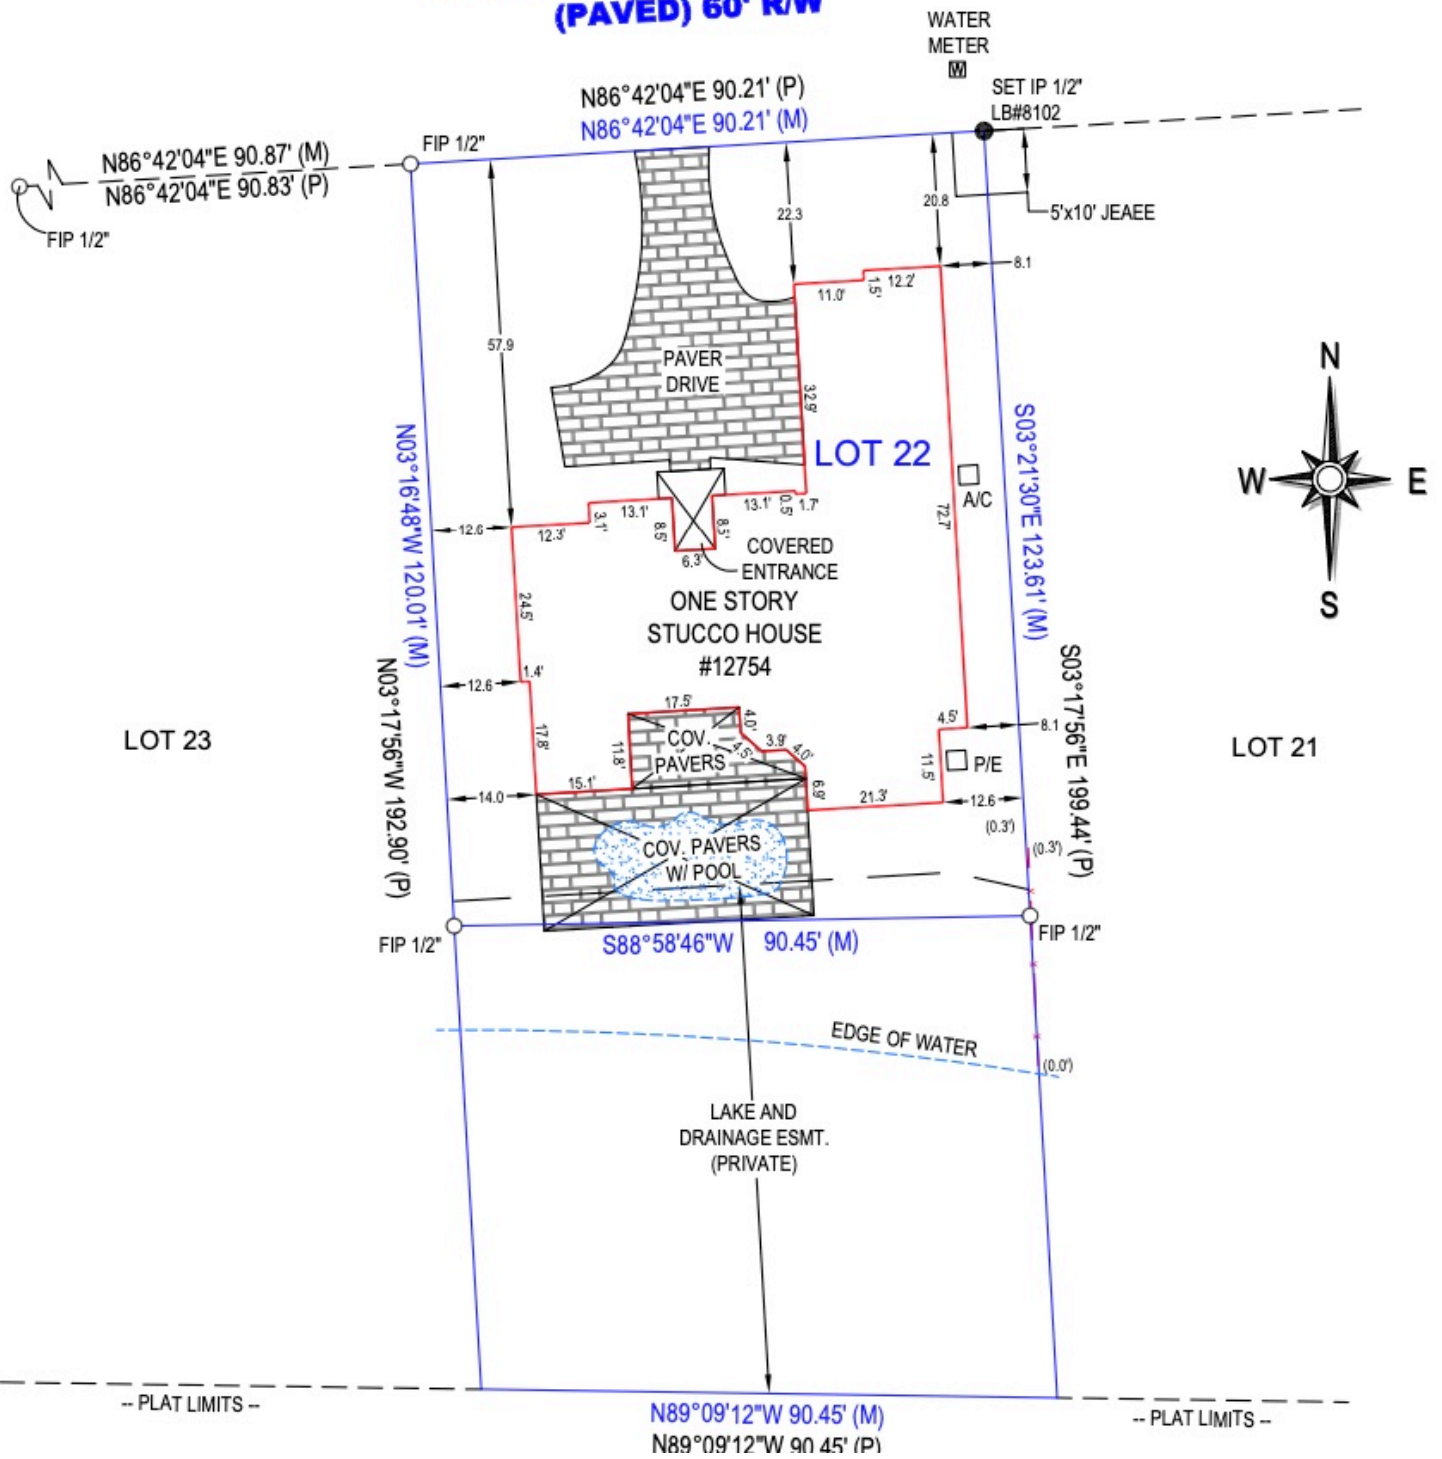 (PAVED) 60' R/W
WATER
METER
W
SET IP 1/2"
LB#8102
N86°42'04"E 90.21' (P)
N86°42'04"E 90.21' (M)
FIP 1/2"
N86°42'04"E 90.87' (M)
N86°42'04"E 90.83' (P)
FIP 1/2"
5'x10' JEAEE
22.3
20.8
8.1
11.0'
1.5'
12.2'
57.9
PAVER
DRIVE
32.9'
LOT 22
N
W
E
S
A/C
72.7'
N03°16'48"W 120.01' (M)
S03°21'30"E 123.61' (M)
12.6
12.3'
3.1'
13.1'
8.5'
6.3'
8.5'
13.1'
0.5'
1.7'
COVERED
ENTRANCE
ONE STORY
STUCCO HOUSE
#12754
24.5'
1.4'
12.6
17.8'
N03°17'56"W 192.90' (P)
S03°17'56"E 199.44' (P)
LOT 23
LOT 21
17.5'
4.0'
4.5'
3.9'
4.0'
COV.
PAVERS
11.8'
15.1'
6.9'
21.3'
4.5'
11.5'
P/E
8.1
14.0
12.6
(0.3')
(0.3')
COV. PAVERS
W/ POOL
FIP 1/2"
FIP 1/2"
S88°58'46"W 90.45' (M)
EDGE OF WATER
(0.0')
LAKE AND
DRAINAGE ESMT.
(PRIVATE)
-- PLAT LIMITS --
-- PLAT LIMITS --
N89°09'12"W 90.45' (M)
N89°09'12"W 90.45' (P)